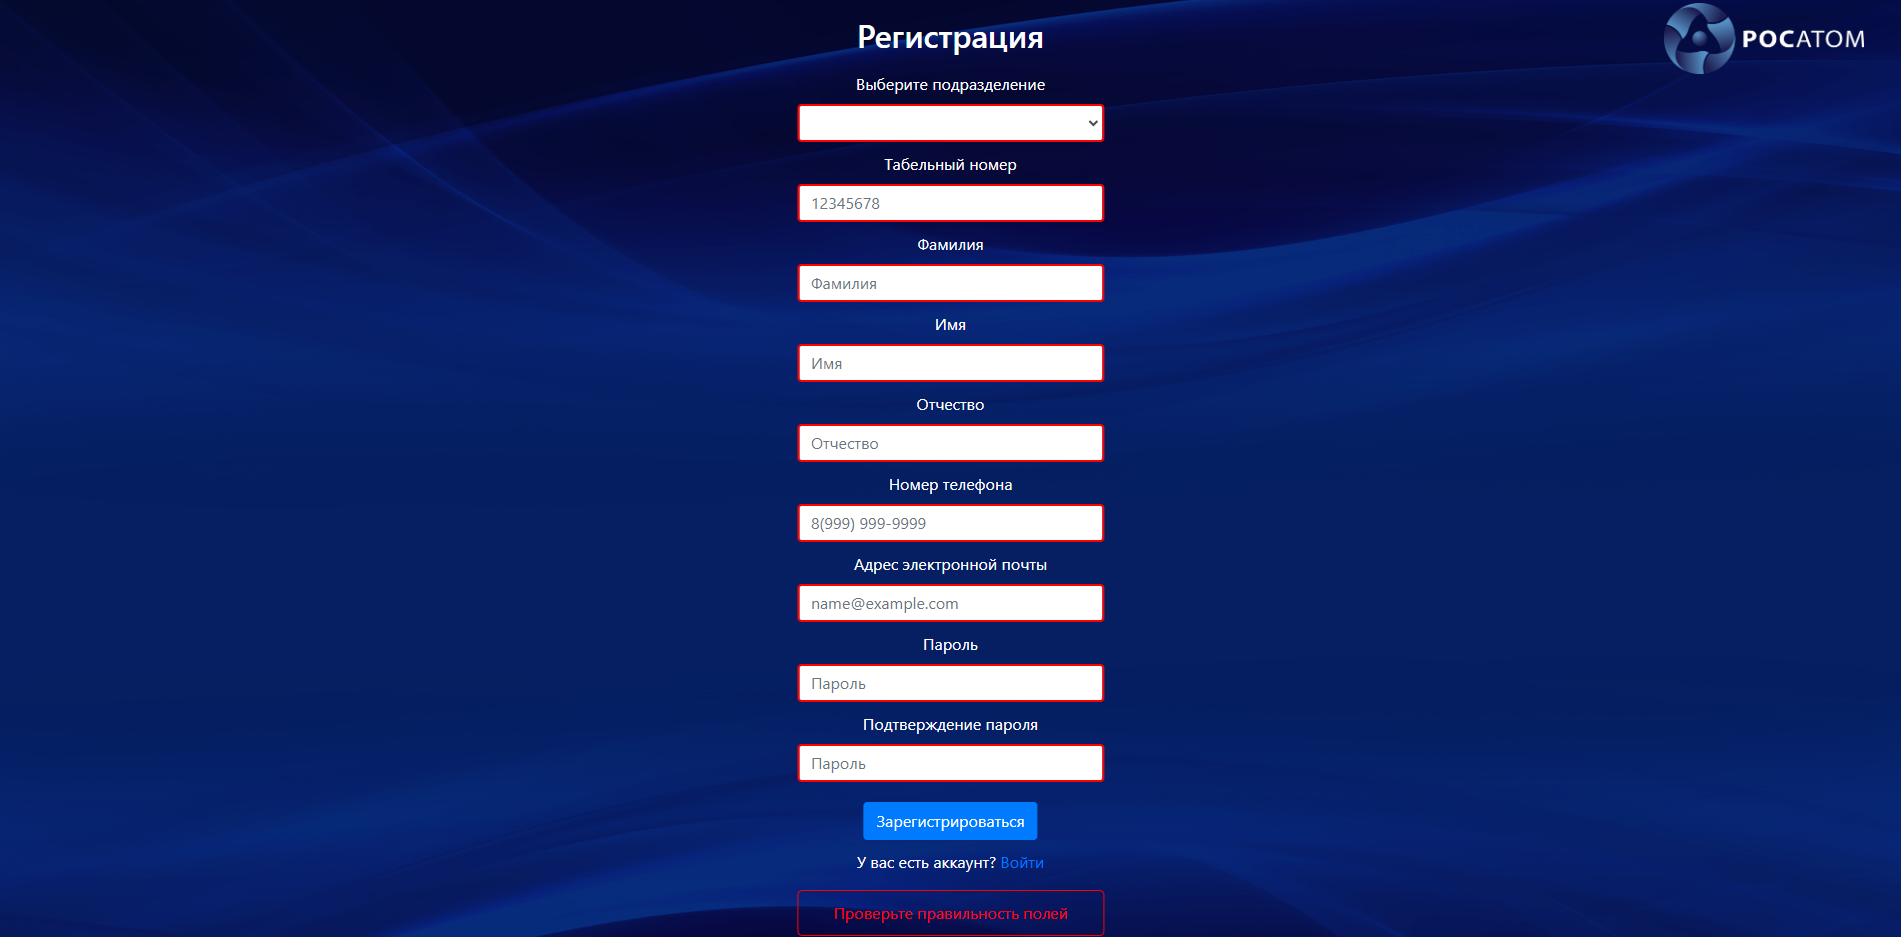 Регистрация
РОСАТОМ
Выберите подразделение
Табельный номер
12345678
Фамилия
Фамилия
Имя
Имя
Отчество
Отчество
Номер телефона
8(999) 999-9999
Адрес электронной почты
name@example.com
Пароль
Пароль
Подтверждение пароля
Пароль
Зарегистрироваться
У вас есть аккаунт? Войти
Проверьте правильность полей